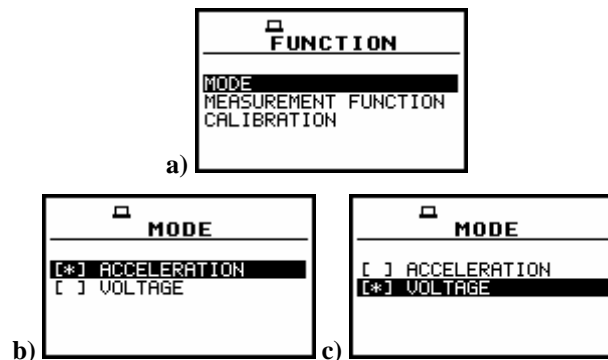 FUNCTION
MODE
MEASUREMENT FUNCTION
CALIBRATION
a)
MODE
[*] ACCELERATION
[ ] VOLTAGE
b)
MODE
[ ] ACCELERATION
[*] VOLTAGE
c)